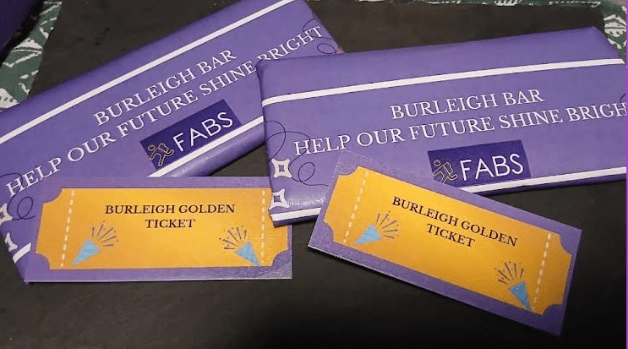 BURLEIGH BAR
HELP OUR FUTURE SHINE BRIGHT
FABS
BURLEIGH BAR
HELP OUR FUTURE SHINE BRIGH
FABS
BURLEIGH GOLDEN
TICKET
BURLEIGH GOLDEN
TICKET